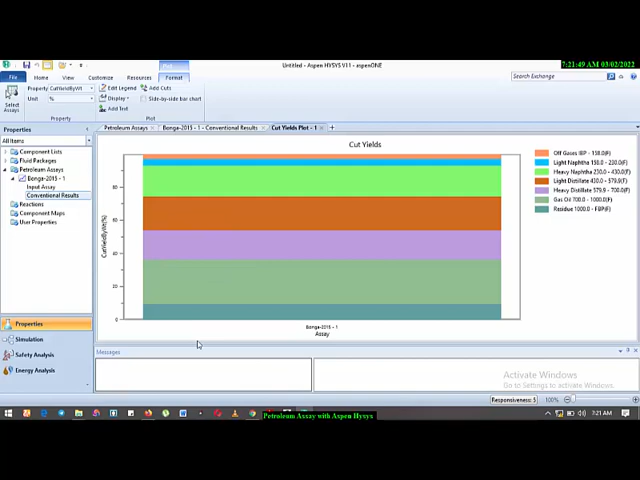 Untitled - Aspen HYSYS V11 - aspenONE
7:21:49 AM 03/02/2022
File Home View Customize Resources Format
Search Exchange
Select Assays
Property CutYieldByWt
Unit %
Edit Legend
Display
Add Text
Add Cuts
Side-by-side bar chart
Property
Plot
Properties
All Items
Component Lists
Fluid Packages
Petroleum Assays
Bonga-2015 - 1
Input Assay
Conventional Results
Reactions
Component Maps
User Properties
Properties
Simulation
Safety Analysis
Energy Analysis
Petroleum Assays
Bonga-2015 - 1 - Conventional Results
Cut Yields Plot - 1
Cut Yields
CutYieldByWt(%)
80
60
40
20
0
Bonga-2015 - 1
Assay
Off Gases IBP - 158.0(F)
Light Naphtha 158.0 - 230.0(F)
Heavy Naphtha 230.0 - 430.0(F)
Light Distillate 430.0 - 579.9(F)
Heavy Distillate 579.9 - 700.0(F)
Gas Oil 700.0 - 1000.0(F)
Residue 1000.0 - FBP(F)
Messages
Activate Windows
Go to Settings to activate Windows.
Responsiveness: 5
100%
Petroleum Assay with Aspen Hysys
7:21 AM